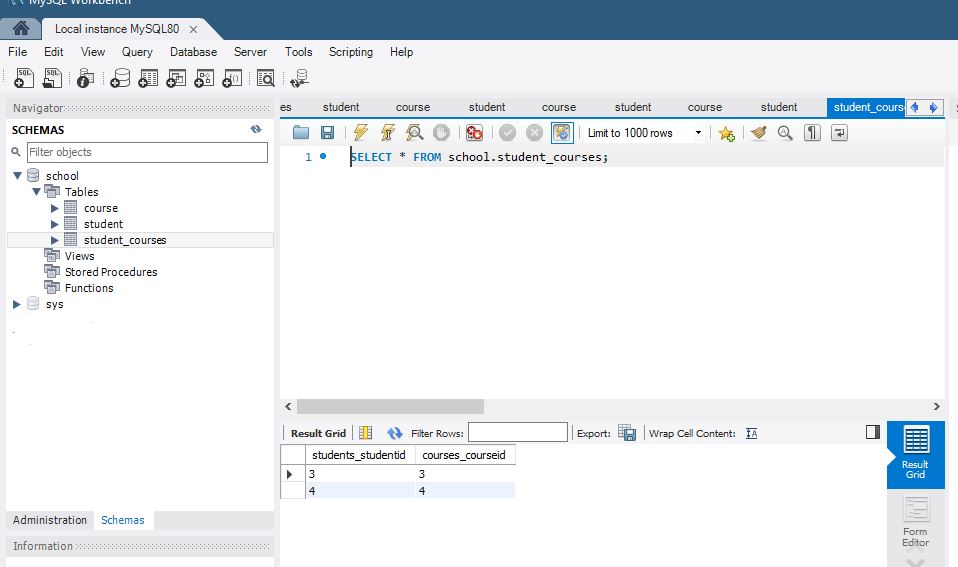 MySQL Workbench
Local instance MySQL80
File Edit View Query Database Server Tools Scripting Help
Navigator
es student course student course student course student student_cours
SCHEMAS
Limit to 1000 rows
Filter objects
1 SELECT * FROM school.student_courses;
school
Tables
course
student
student_courses
Views
Stored Procedures
Functions
sys
Result Grid Filter Rows: Export: Wrap Cell Content:
students_studentid courses_courseid
3 3
4 4
Result
Grid
Form
Editor
Administration Schemas
Information